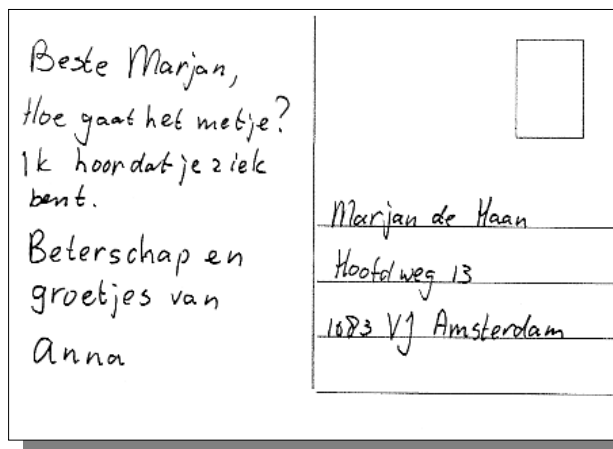 Beste Marjan,
Hoe gaat het met je?
Ik hoor dat je ziek
bent.
Beterschap en
groetjes van
Anna
Marjan de Haan
Hoofdweg 13
1083 VJ Amsterdam